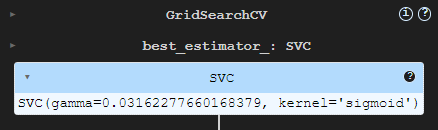 GridSearchCV
best_estimator_: SVC
SVC
SVC(gamma=0.03162277660168379, kernel='sigmoid')